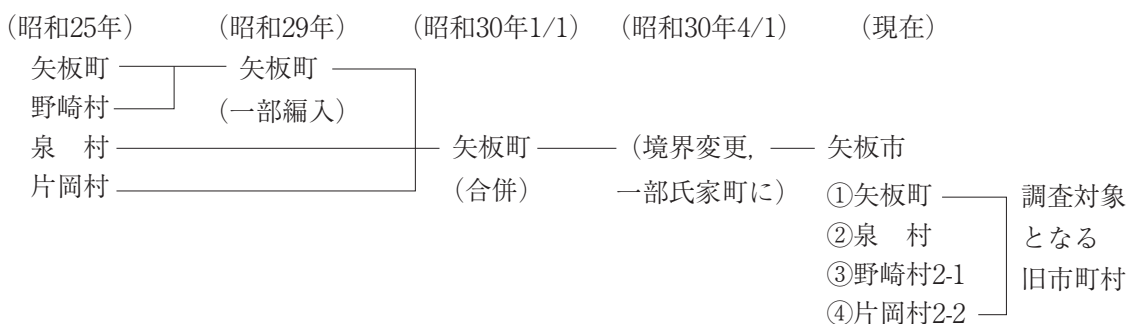 (昭和25年) (昭和29年) (昭和30年1/1) (昭和30年4/1) (現在)
矢板町 矢板町
野崎村 (一部編入)
泉　村 矢板町 (境界変更, 矢板市
片岡村 (合併) 一部氏家町に) ①矢板町 調査対象
②泉　村 となる
③野崎村2-1 旧市町村
④片岡村2-2